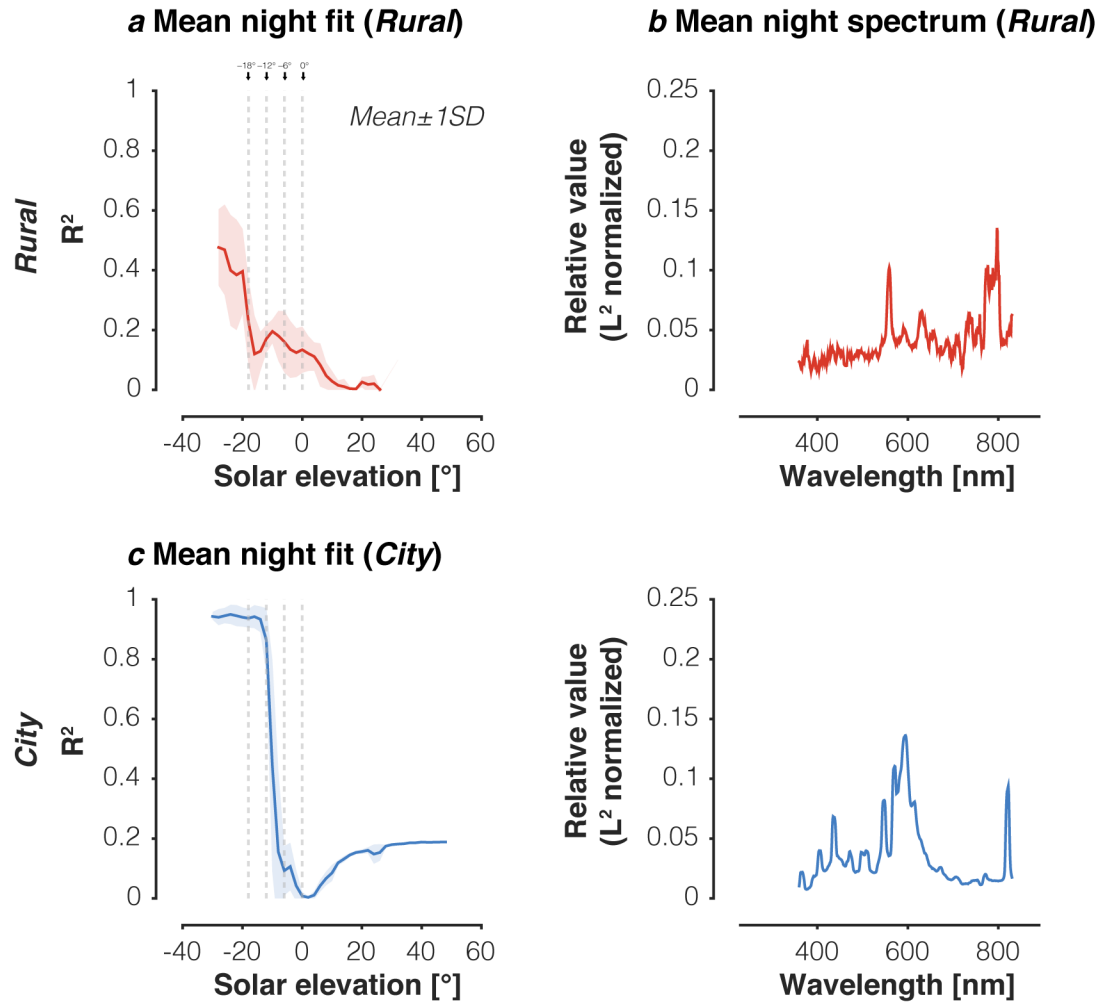 a Mean night fit (Rural)
b Mean night spectrum (Rural)
−18° −12° −6° 0°
Mean±1SD
Rural
R²
1
0.8
0.6
0.4
0.2
0
-40 -20 0 20 40 60
Solar elevation [°]
Relative value
(L² normalized)
0.25
0.2
0.15
0.1
0.05
0
400 600 800
Wavelength [nm]
c Mean night fit (City)
City
R²
1
0.8
0.6
0.4
0.2
0
-40 -20 0 20 40 60
Solar elevation [°]
Relative value
(L² normalized)
0.25
0.2
0.15
0.1
0.05
0
400 600 800
Wavelength [nm]